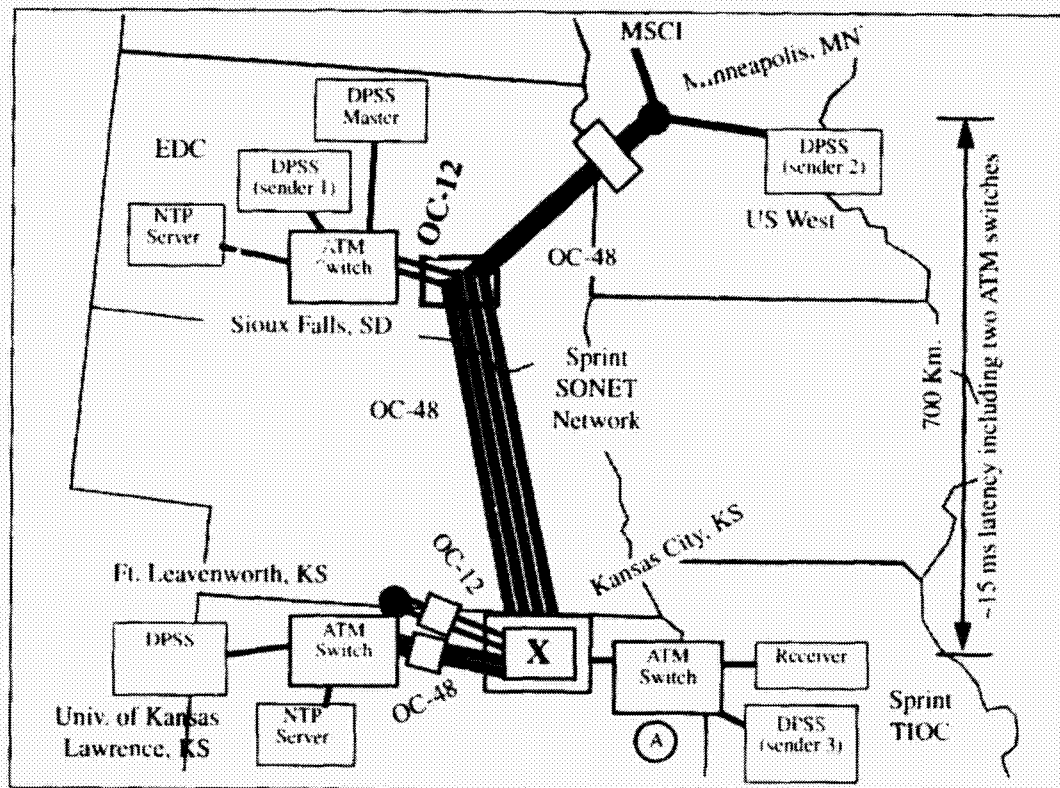 MSCI
Minneapolis, MN
DPSS
Master
EDC
DPSS
(sender 1)
OC-12
DPSS
(sender 2)
NTP
Server
ATM
Switch
US West
OC-48
Sioux Falls, SD
Sprint
SONET
Network
OC-48
700 Km.
~15 ms latency including two ATM switches
Kansas City, KS
OC-12
Ft. Leavenworth, KS
DPSS
ATM
Switch
X
ATM
Switch
Receiver
OC-48
Univ. of Kansas
Lawrence, KS
NTP
Server
A
DPSS
(sender 3)
Sprint
TIOC